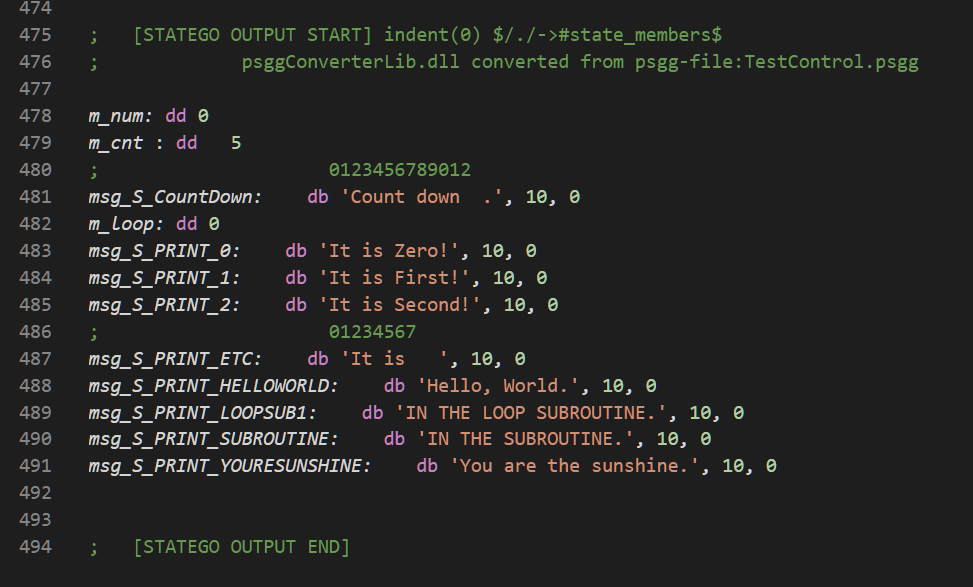 474
475 ;   [STATEGO OUTPUT START] indent(0) $/./->#state_members$
476 ;             psggConverterLib.dll converted from psgg-file:TestControl.psgg
477
478 m_num: dd 0
479 m_cnt : dd   5
480 ;                     0123456789012
481 msg_S_CountDown:    db 'Count down  .', 10, 0
482 m_loop: dd 0
483 msg_S_PRINT_0:    db 'It is Zero!', 10, 0
484 msg_S_PRINT_1:    db 'It is First!', 10, 0
485 msg_S_PRINT_2:    db 'It is Second!', 10, 0
486 ;                     01234567
487 msg_S_PRINT_ETC:    db 'It is   ', 10, 0
488 msg_S_PRINT_HELLOWORLD:    db 'Hello, World.', 10, 0
489 msg_S_PRINT_LOOPSUB1:    db 'IN THE LOOP SUBROUTINE.', 10, 0
490 msg_S_PRINT_SUBROUTINE:    db 'IN THE SUBROUTINE.', 10, 0
491 msg_S_PRINT_YOURESUNSHINE:    db 'You are the sunshine.', 10, 0
492
493
494 ;   [STATEGO OUTPUT END]